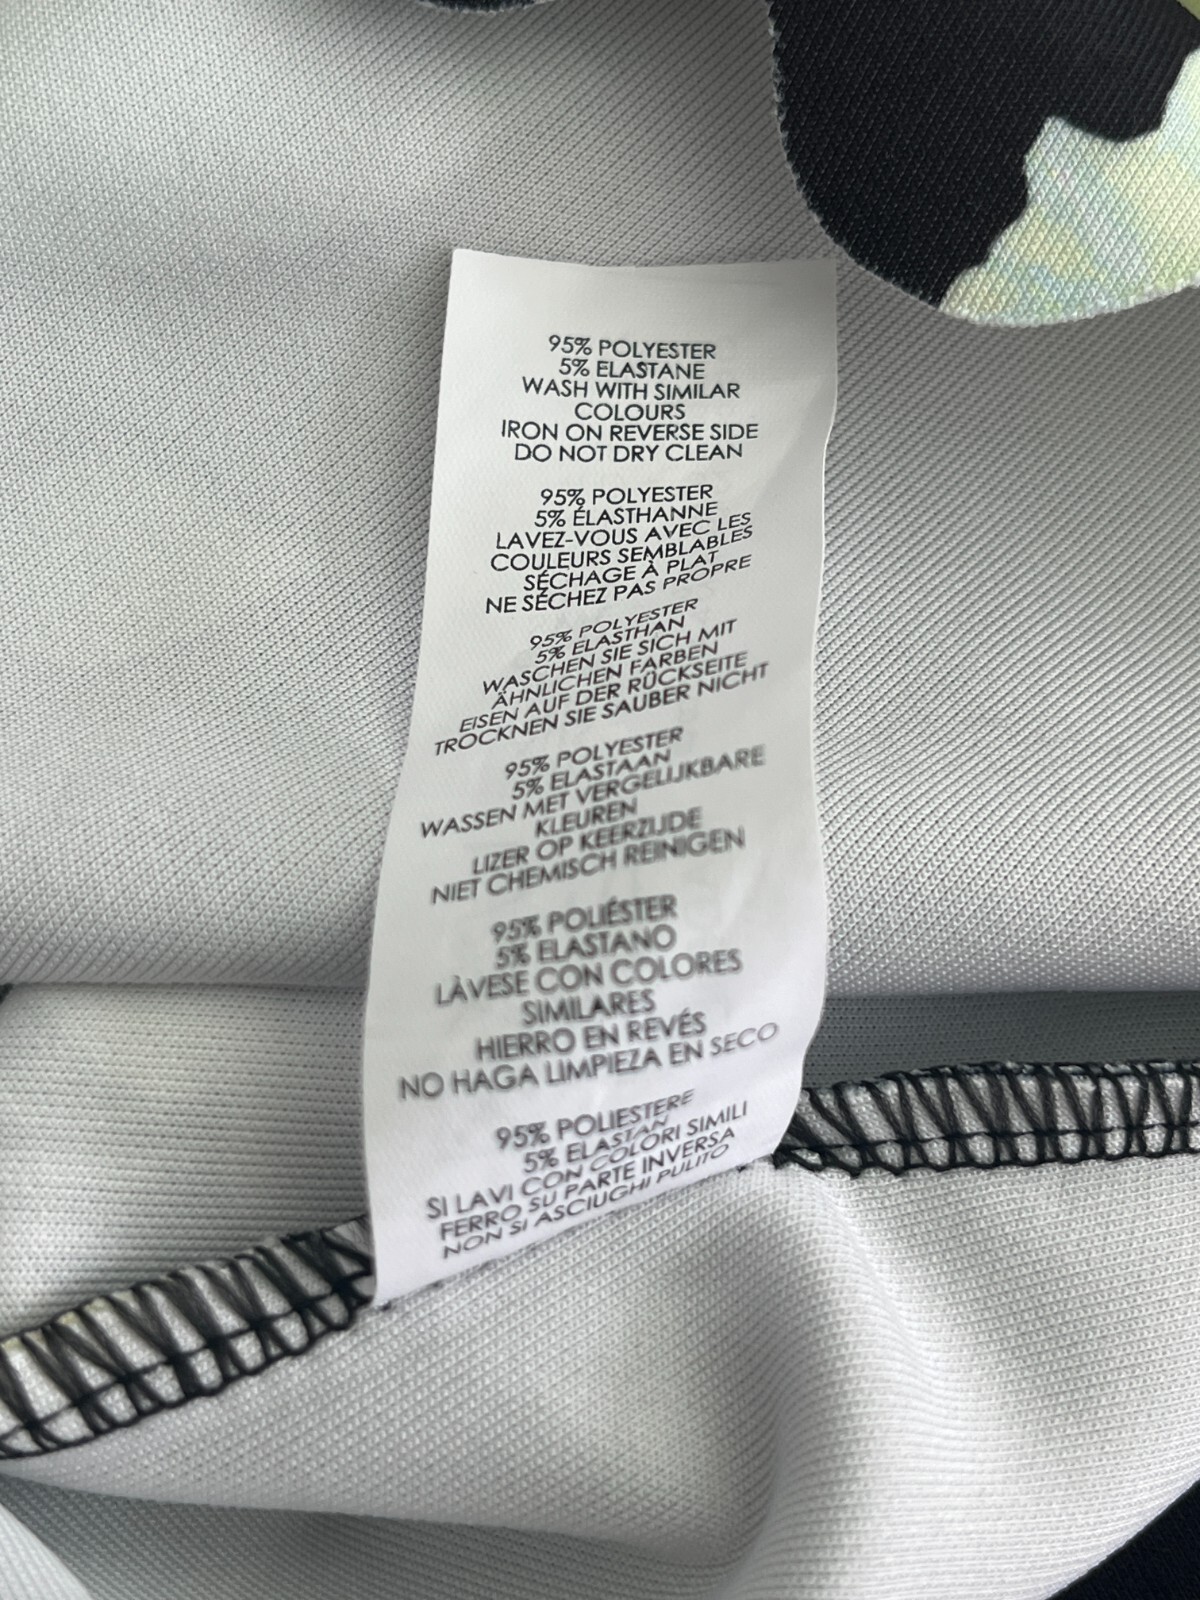 95% POLYESTER
5% ELASTANE
WASH WITH SIMILAR
COLOURS
IRON ON REVERSE SIDE
DO NOT DRY CLEAN
95% POLYESTER
5% ÉLASTHANNE
LAVEZ-VOUS AVEC LES
COULEURS SEMBLABLES
SÉCHAGE À PLAT
NE SÉCHEZ PAS PROPRE
95% POLYESTER
5% ELASTHAN
WASCHEN SIE SICH MIT
ÄHNLICHEN FARBEN
EISEN AUF DER RÜCKSEITE
TROCKNEN SIE SAUBER NICHT
95% POLYESTER
5% ELASTAAN
WASSEN MET VERGELIJKBARE
KLEUREN
LIZER OP KEERZIJDE
NIET CHEMISCH REINIGEN
95% POLIÉSTER
5% ELASTANO
LÀVESE CON COLORES
SIMILARES
HIERRO EN REVÉS
NO HAGA LIMPIEZA EN SECO
95% POLIESTERE
5% ELASTAN
SI LAVI CON COLORI SIMILI
FERRO SU PARTE INVERSA
NON SI ASCIUGHI PULITO